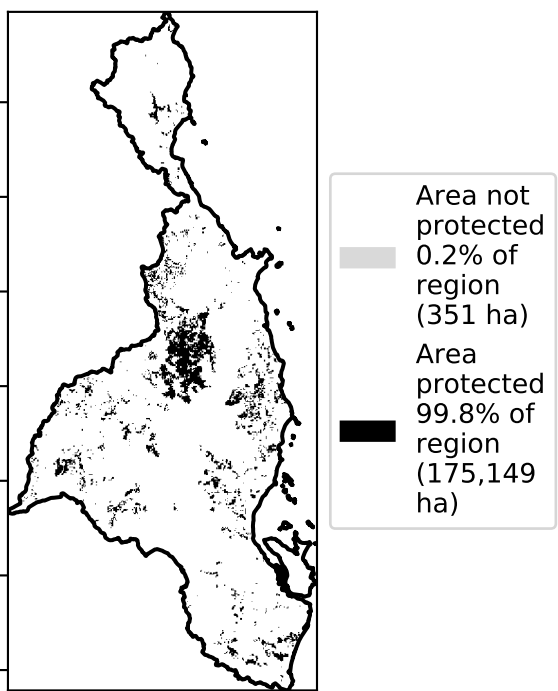 Area not
protected
0.2% of
region
(351 ha)
Area
protected
99.8% of
region
(175,149
ha)